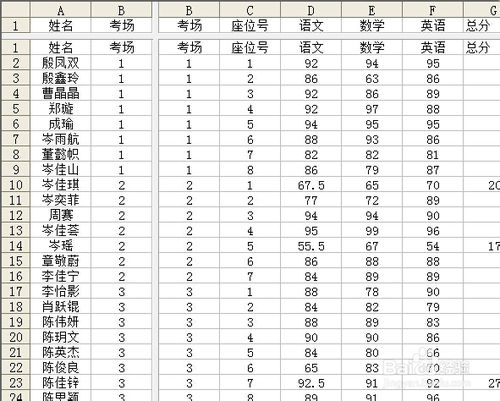 A B B C D E F G
1 姓名 考场 考场 座位号 语文 数学 英语 总分
1 姓名 考场 考场 座位号 语文 数学 英语 总分
2 殷凤双 1 1 1 92 94 95
3 殷鑫玲 1 1 2 86 63 86
4 曹晶晶 1 1 3 92 86 89
5 郑璇 1 1 4 92 97 88
6 成瑜 1 1 5 94 95 95
7 岑雨航 1 1 6 88 93 86
8 董懿帜 1 1 7 82 82 81
9 岑佳山 1 1 8 86 79 87
10 岑佳琪 2 2 1 67.5 65 70 20
11 岑奕菲 2 2 2 77 72 89
12 周赛 2 2 3 94 94 90
13 岑佳荟 2 2 4 95 99 96
14 岑瑶 2 2 5 55.5 67 54 17
15 章敬蔚 2 2 6 86 88 88
16 李佳宁 2 2 7 84 89 89
17 李怡影 3 3 1 88 78 90
18 肖跃锟 3 3 2 84 82 79
19 陈伟妍 3 3 3 88 89 83
20 陈玥文 3 3 4 90 90 86
21 陈英杰 3 3 5 84 80 66
22 陈俊良 3 3 6 65 83 70
23 陈佳锌 3 3 7 92.5 91 92 27
24 陈思颖 3 3 8 89 91 96